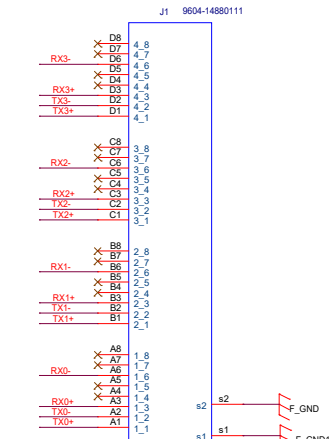 J1 9604-14880111
D8 4_8
D7 4_7
RX3- D6 4_6
D5 4_5
D4 4_4
RX3+ D3 4_3
TX3- D2 4_2
TX3+ D1 4_1
C8 3_8
C7 3_7
RX2- C6 3_6
C5 3_5
C4 3_4
RX2+ C3 3_3
TX2- C2 3_2
TX2+ C1 3_1
B8 2_8
B7 2_7
RX1- B6 2_6
B5 2_5
B4 2_4
RX1+ B3 2_3
TX1- B2 2_2
TX1+ B1 2_1
A8 1_8
A7 1_7
RX0- A6 1_6
A5 1_5
A4 1_4
RX0+ A3 1_3
TX0- A2 1_2
TX0+ A1 1_1
s2 s2 F_GND
s1 s1